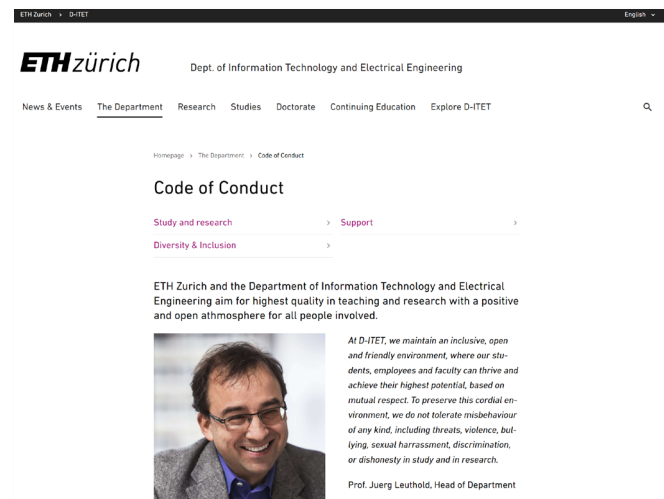 ETH Zurich > D-ITET English
ETH zürich
Dept. of Information Technology and Electrical Engineering
News & Events The Department Research Studies Doctorate Continuing Education Explore D-ITET
Homepage > The Department > Code of Conduct
Code of Conduct
Study and research > Support >
Diversity & Inclusion >
ETH Zurich and the Department of Information Technology and Electrical
Engineering aim for highest quality in teaching and research with a positive
and open athmosphere for all people involved.
At D-ITET, we maintain an inclusive, open
and friendly environment, where our stu-
dents, employees and faculty can thrive and
achieve their highest potential, based on
mutual respect. To preserve this cordial en-
vironment, we do not tolerate misbehaviour
of any kind, including threats, violence, bul-
lying, sexual harrassment, discrimination,
or dishonesty in study and in research.
Prof. Juerg Leuthold, Head of Department